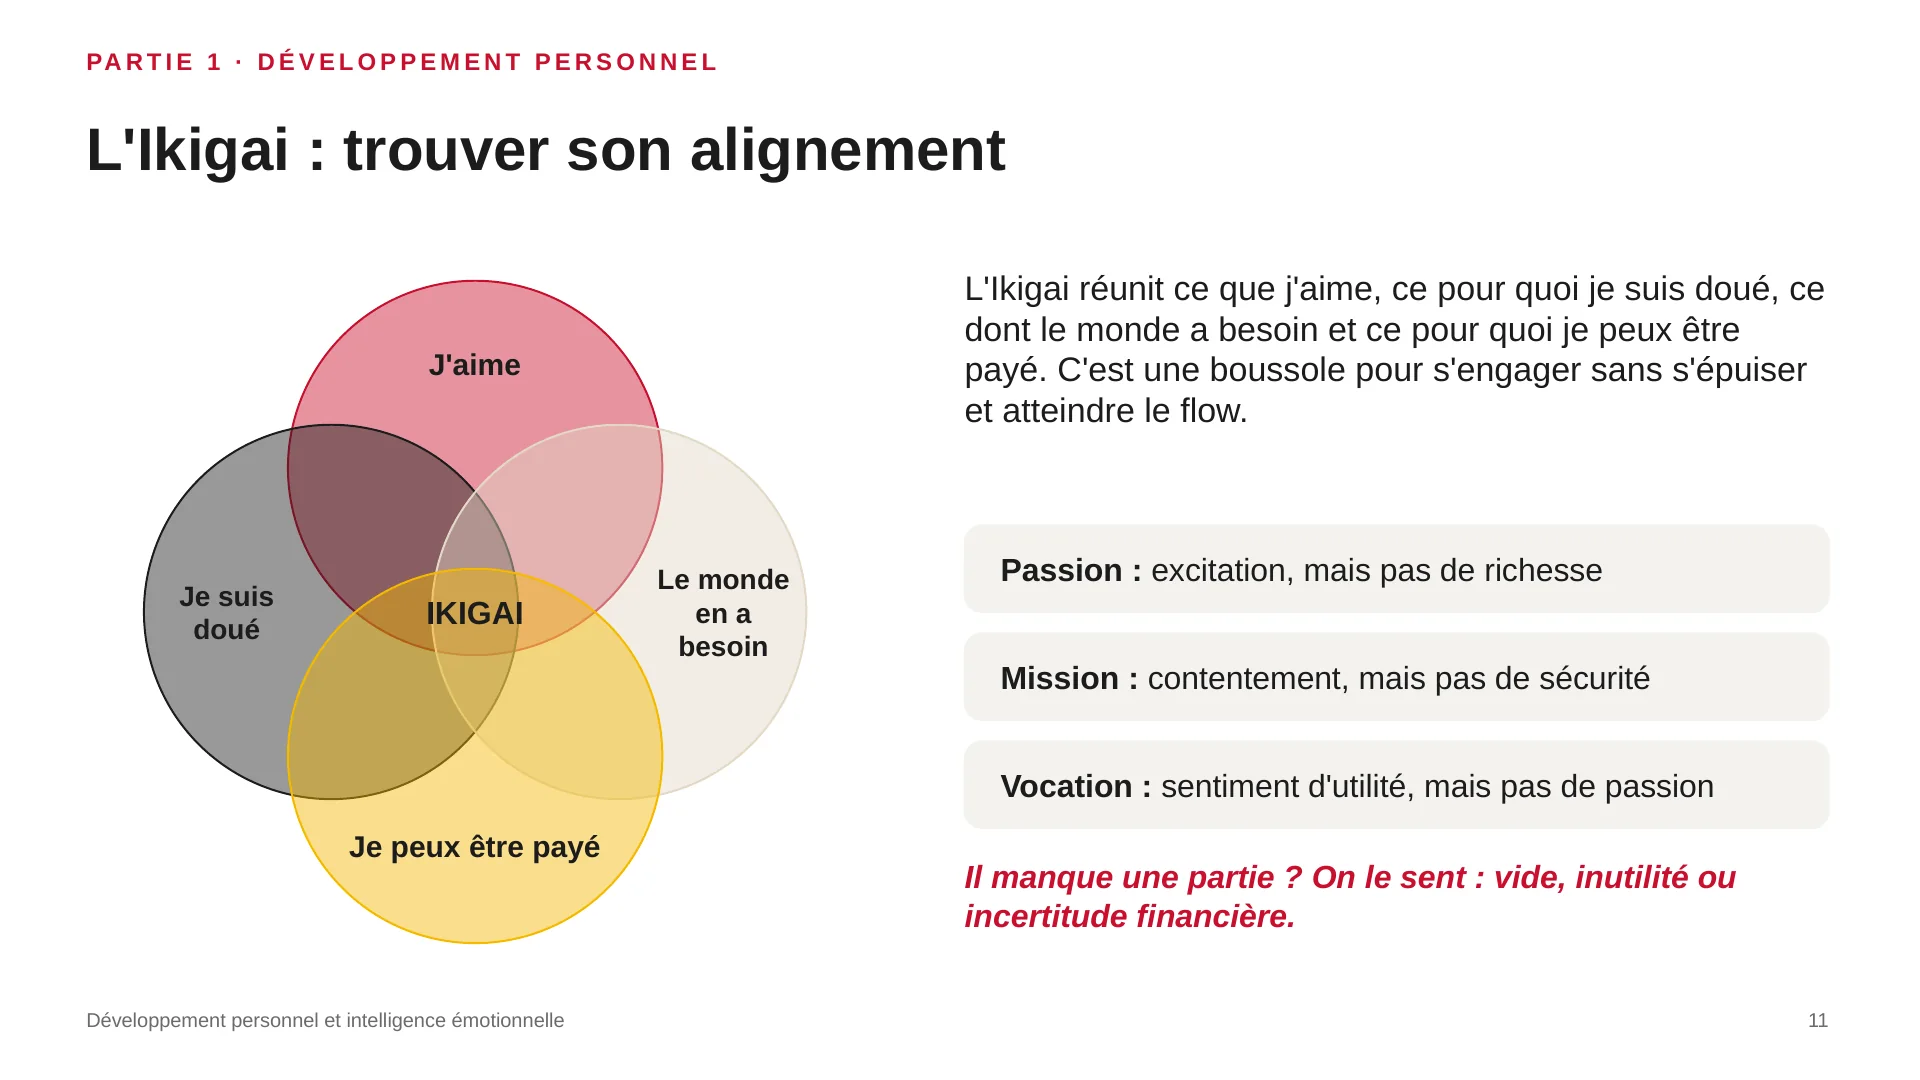 PARTIE 1 · DÉVELOPPEMENT PERSONNEL
L'Ikigai : trouver son alignement
J'aime
Je suis
doué
IKIGAI
Le monde
en a
besoin
Je peux être payé
L'Ikigai réunit ce que j'aime, ce pour quoi je suis doué, ce
dont le monde a besoin et ce pour quoi je peux être
payé. C'est une boussole pour s'engager sans s'épuiser
et atteindre le flow.
Passion : excitation, mais pas de richesse
Mission : contentement, mais pas de sécurité
Vocation : sentiment d'utilité, mais pas de passion
Il manque une partie ? On le sent : vide, inutilité ou
incertitude financière.
Développement personnel et intelligence émotionnelle
11